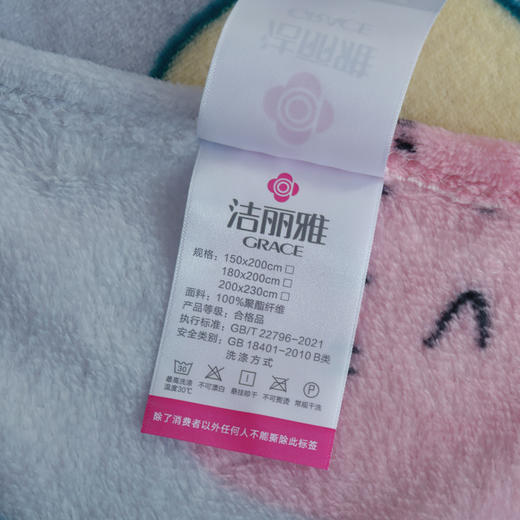 GRACE
洁丽雅
洁丽雅
GRACE
规格：150x200cm□
180x200cm□
200x230cm□
面料：100%聚酯纤维
产品等级：合格品
执行标准：GB/T 22796-2021
安全类别：GB 18401-2010 B类
洗涤方式
30
P
最高洗涤 不可漂白 悬挂晾干 不可熨烫 常规干洗
温度30℃
除了消费者以外任何人不能撕除此标签